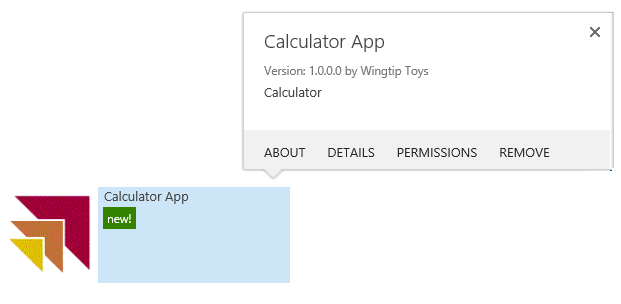 Calculator App
Version: 1.0.0.0 by Wingtip Toys
Calculator
ABOUT DETAILS PERMISSIONS REMOVE
Calculator App
new!